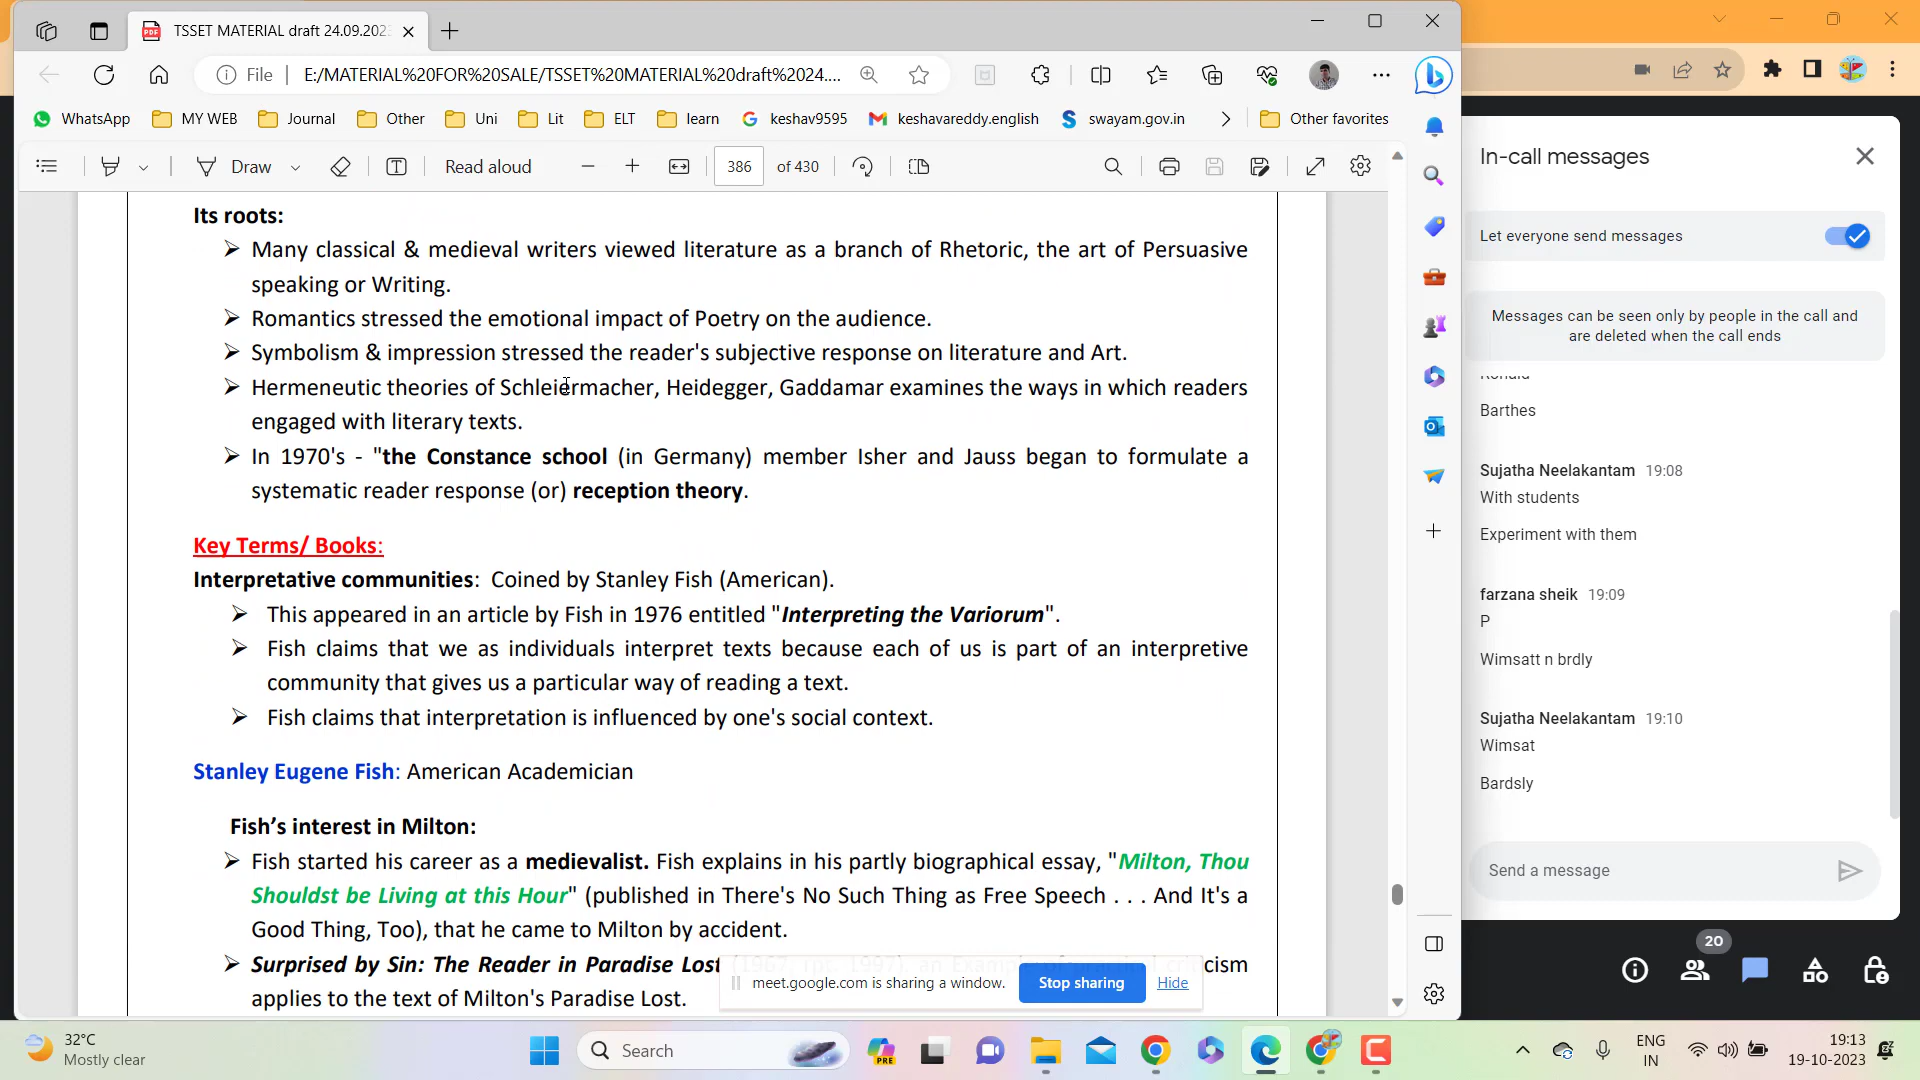 TSSET MATERIAL draft 24.09.202
File
E:/MATERIAL%20FOR%20SALE/TSSET%20MATERIAL%20draft%2024....
WhatsApp
MY WEB
Journal
Other
Uni
Lit
ELT
learn
keshav9595
keshavareddy.english
swayam.gov.in
Other favorites
Draw
Read aloud
386
of 430
Its roots:
Many classical & medieval writers viewed literature as a branch of Rhetoric, the art of Persuasive
speaking or Writing.
Romantics stressed the emotional impact of Poetry on the audience.
Symbolism & impression stressed the reader's subjective response on literature and Art.
Hermeneutic theories of Schleiermacher, Heidegger, Gaddamar examines the ways in which readers
engaged with literary texts.
In 1970's - "the Constance school (in Germany) member Isher and Jauss began to formulate a
systematic reader response (or) reception theory.
Key Terms/ Books:
Interpretative communities: Coined by Stanley Fish (American).
This appeared in an article by Fish in 1976 entitled "Interpreting the Variorum".
Fish claims that we as individuals interpret texts because each of us is part of an interpretive
community that gives us a particular way of reading a text.
Fish claims that interpretation is influenced by one's social context.
Stanley Eugene Fish: American Academician
Fish's interest in Milton:
Fish started his career as a medievalist. Fish explains in his partly biographical essay, "Milton, Thou
Shouldst be Living at this Hour" (published in There's No Such Thing as Free Speech . . . And It's a
Good Thing, Too), that he came to Milton by accident.
Surprised by Sin: The Reader in Paradise Lost
applies to the text of Milton's Paradise Lost.
meet.google.com is sharing a window.
Stop sharing
Hide
In-call messages
Let everyone send messages
Messages can be seen only by people in the call and
are deleted when the call ends
Ronald
Barthes
Sujatha Neelakantam 19:08
With students
Experiment with them
farzana sheik 19:09
P
Wimsatt n brdly
Sujatha Neelakantam 19:10
Wimsat
Bardsly
Send a message
20
32°C
Mostly clear
Search
PRE
ENG
IN
19:13
19-10-2023